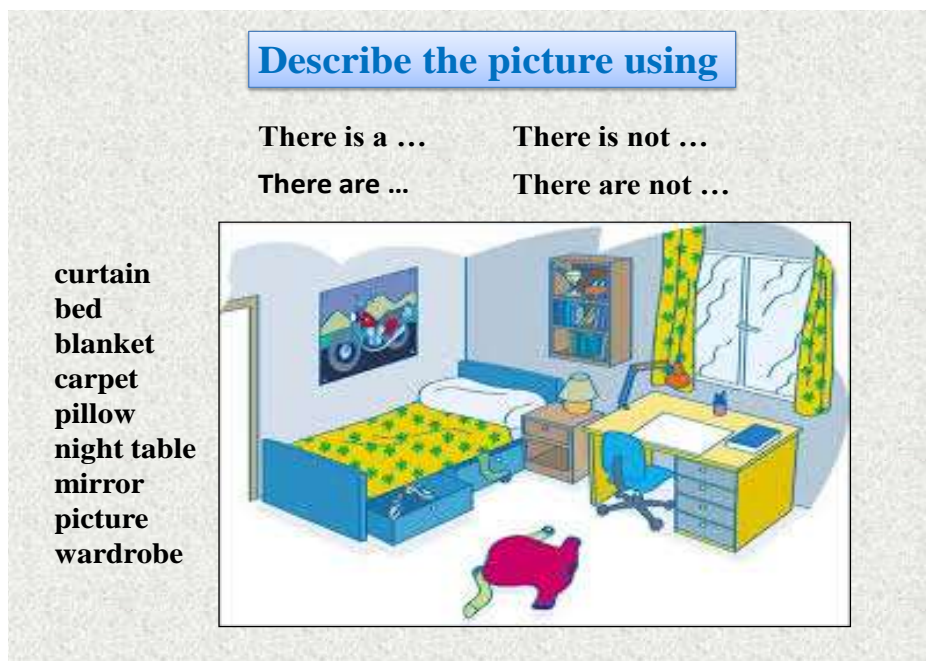 Describe the picture using
There is a … There is not …
There are … There are not …
curtain
bed
blanket
carpet
pillow
night table
mirror
picture
wardrobe